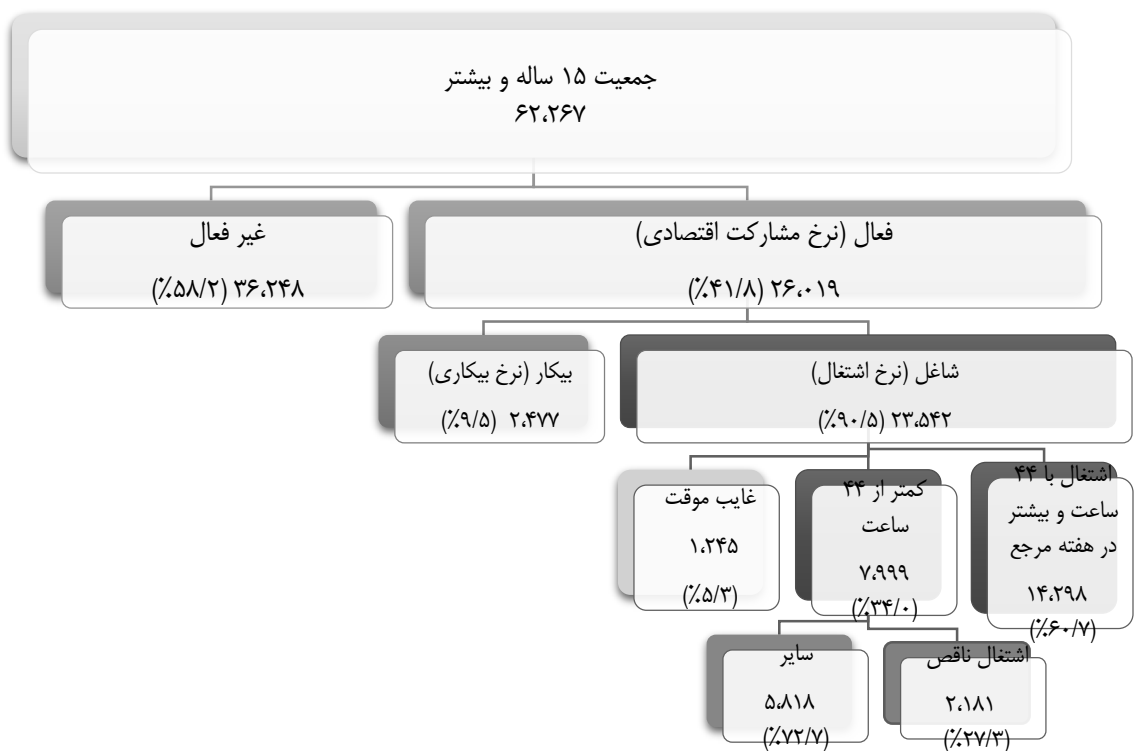 جمعیت ۱۵ ساله و بیشتر
۶۲،۲۶۷
فعال (نرخ مشارکت اقتصادی)
۲۶،۰۱۹ (٪۴۱/۸)
غیر فعال
۳۶،۲۴۸ (٪۵۸/۲)
شاغل (نرخ اشتغال)
۲۳،۵۴۲ (٪۹۰/۵)
بیکار (نرخ بیکاری)
۲،۴۷۷ (٪۹/۵)
اشتغال با ۴۴
ساعت و بیشتر
در هفته مرجع
۱۴،۲۹۸
(٪۶۰/۷)
کمتر از ۴۴
ساعت
۷،۹۹۹
(٪۳۴/۰)
غایب موقت
۱،۲۴۵
(٪۵/۳)
اشتغال ناقص
۲،۱۸۱
(٪۲۷/۳)
سایر
۵،۸۱۸
(٪۷۲/۷)